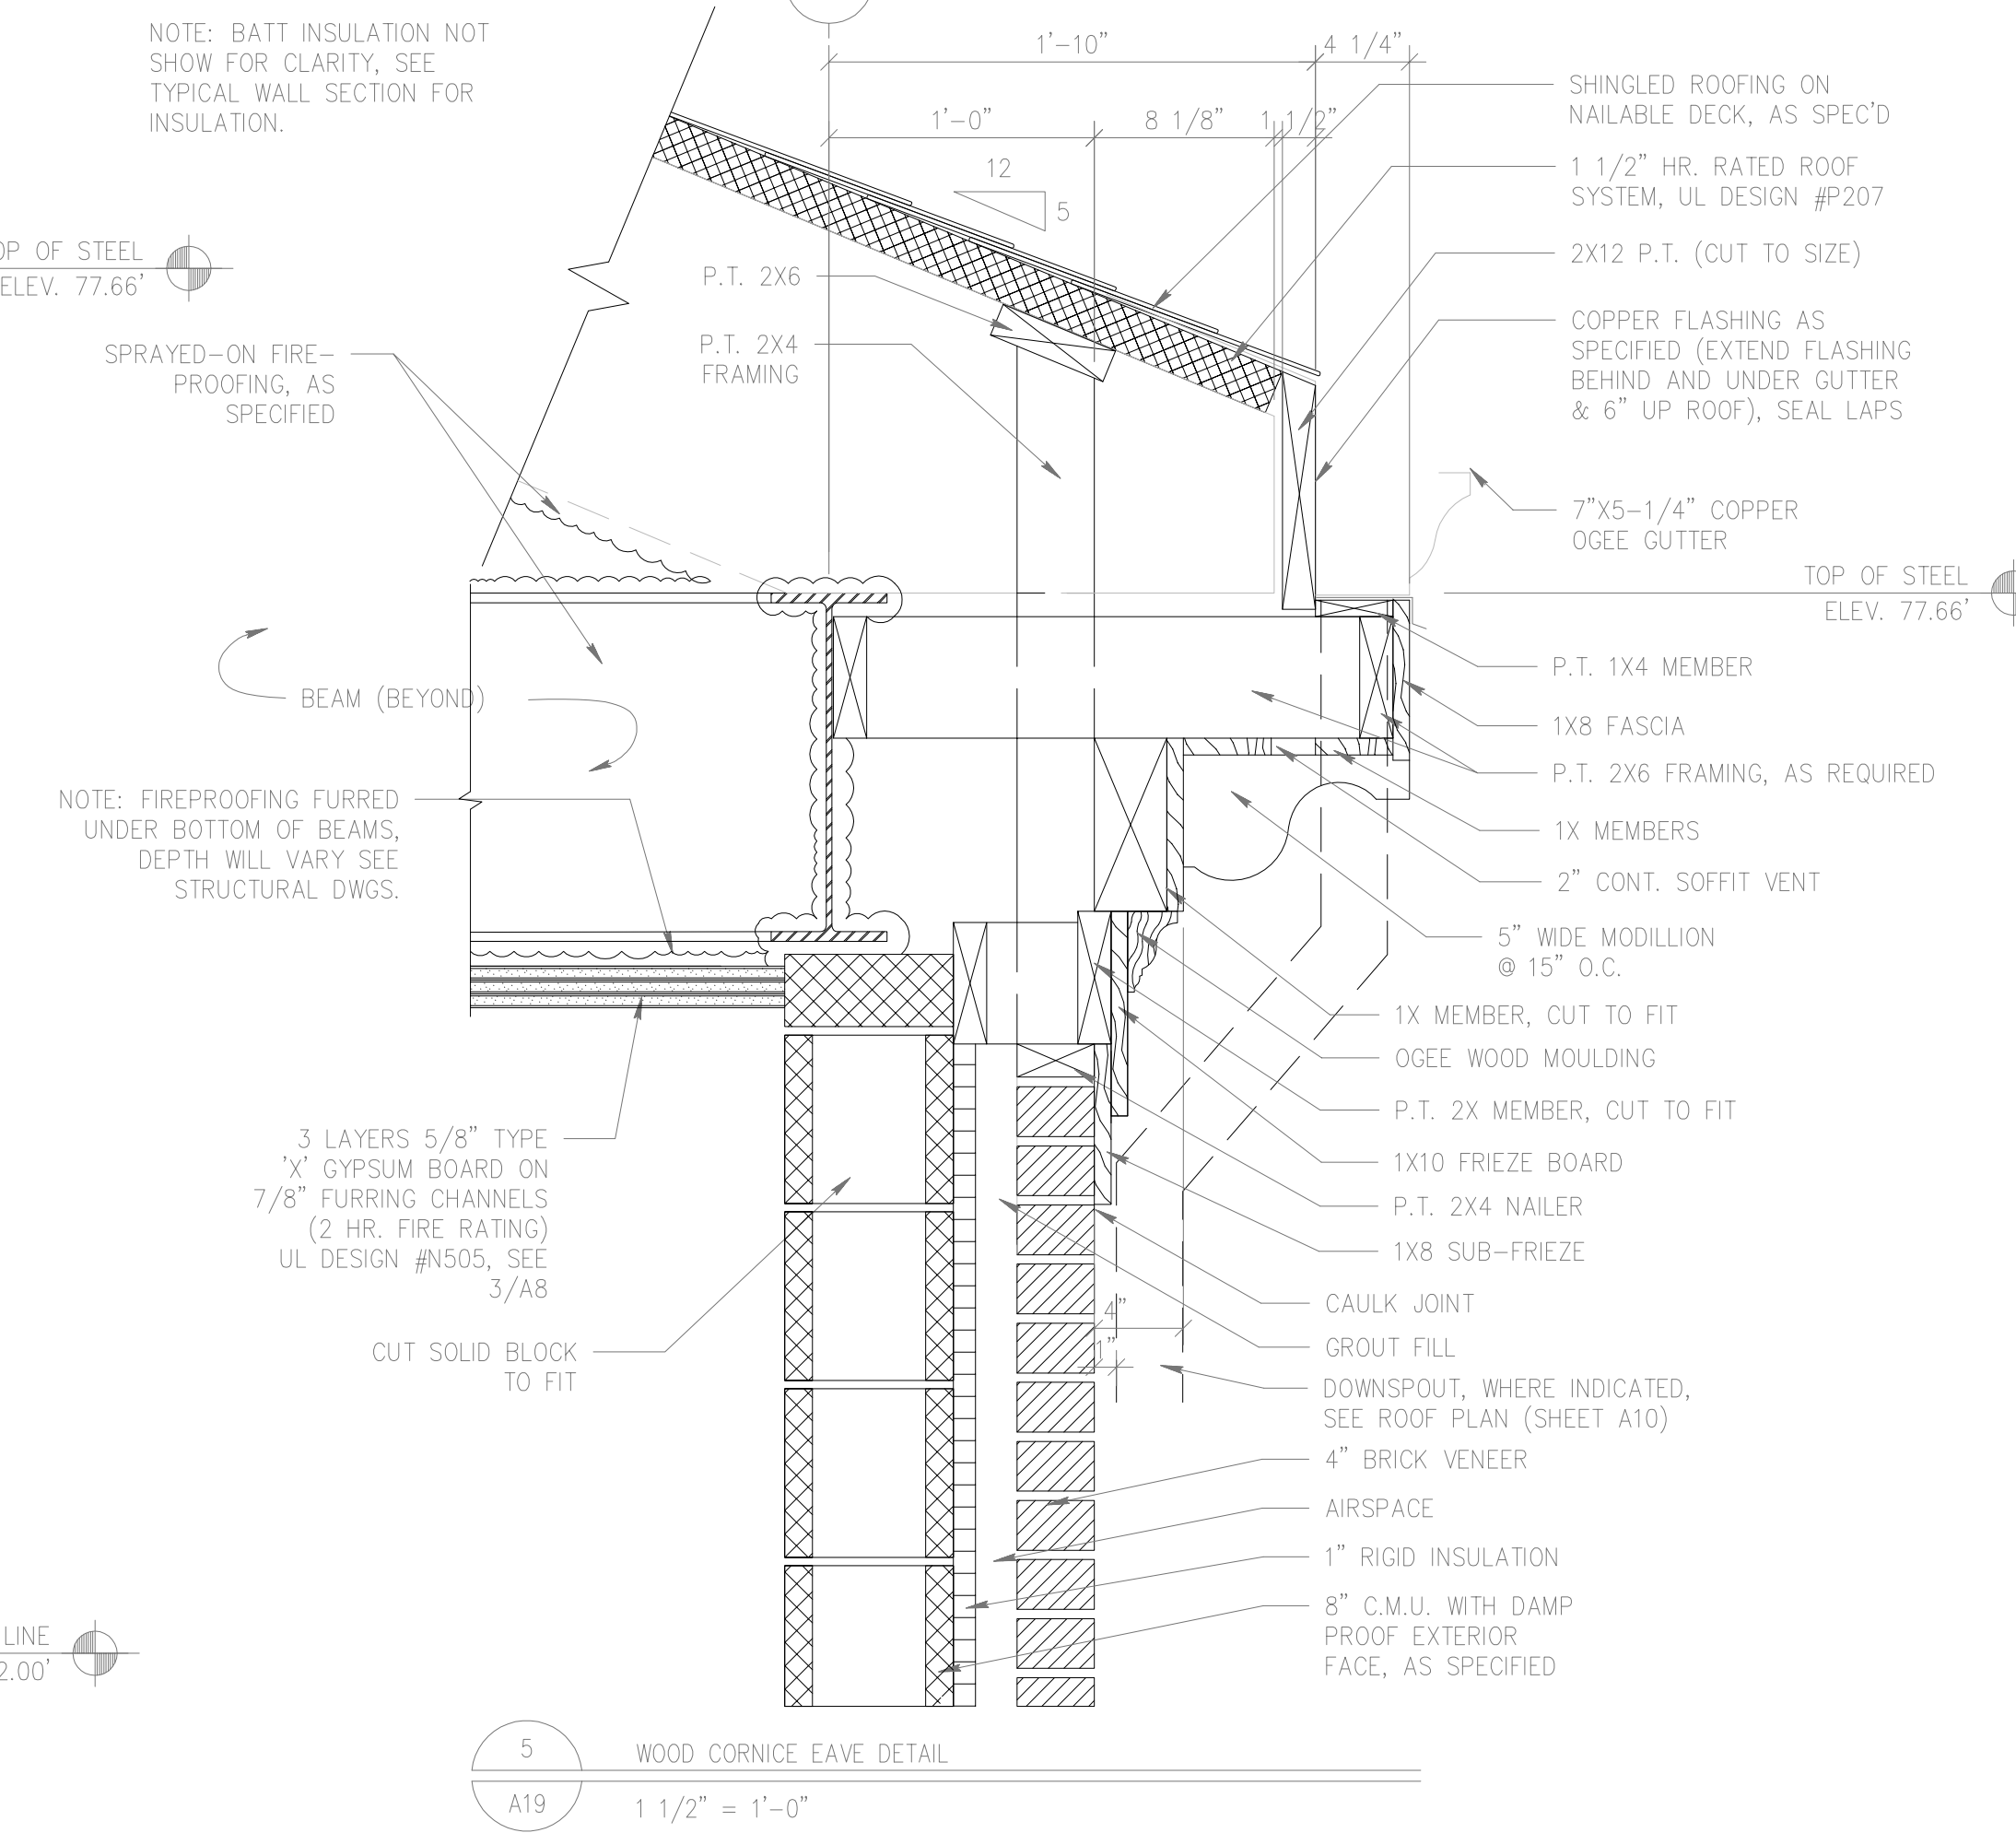 NOTE: BATT INSULATION NOT
SHOW FOR CLARITY, SEE
TYPICAL WALL SECTION FOR
INSULATION.
1'-10"
4 1/4"
1'-0"
8 1/8"
1 1/2"
12
5
SHINGLED ROOFING ON
NAILABLE DECK, AS SPEC'D
1 1/2" HR. RATED ROOF
SYSTEM, UL DESIGN #P207
2X12 P.T. (CUT TO SIZE)
COPPER FLASHING AS
SPECIFIED (EXTEND FLASHING
BEHIND AND UNDER GUTTER
& 6" UP ROOF), SEAL LAPS
7"X5-1/4" COPPER
OGEE GUTTER
TOP OF STEEL
ELEV. 77.66'
OF STEEL
ELEV. 77.66'
P.T. 2X6
P.T. 2X4
FRAMING
SPRAYED-ON FIRE-
PROOFING, AS
SPECIFIED
BEAM (BEYOND)
NOTE: FIREPROOFING FURRED
UNDER BOTTOM OF BEAMS,
DEPTH WILL VARY SEE
STRUCTURAL DWGS.
P.T. 1X4 MEMBER
1X8 FASCIA
P.T. 2X6 FRAMING, AS REQUIRED
1X MEMBERS
2" CONT. SOFFIT VENT
5" WIDE MODILLION
@ 15" O.C.
1X MEMBER, CUT TO FIT
OGEE WOOD MOULDING
P.T. 2X MEMBER, CUT TO FIT
1X10 FRIEZE BOARD
P.T. 2X4 NAILER
1X8 SUB-FRIEZE
CAULK JOINT
GROUT FILL
DOWNSPOUT, WHERE INDICATED,
SEE ROOF PLAN (SHEET A10)
4" BRICK VENEER
AIRSPACE
1" RIGID INSULATION
8" C.M.U. WITH DAMP
PROOF EXTERIOR
FACE, AS SPECIFIED
4"
1"
3 LAYERS 5/8" TYPE
'X' GYPSUM BOARD ON
7/8" FURRING CHANNELS
(2 HR. FIRE RATING)
UL DESIGN #N505, SEE
3/A8
CUT SOLID BLOCK
TO FIT
LINE
2.00'
5
A19
WOOD CORNICE EAVE DETAIL
1 1/2" = 1'-0"